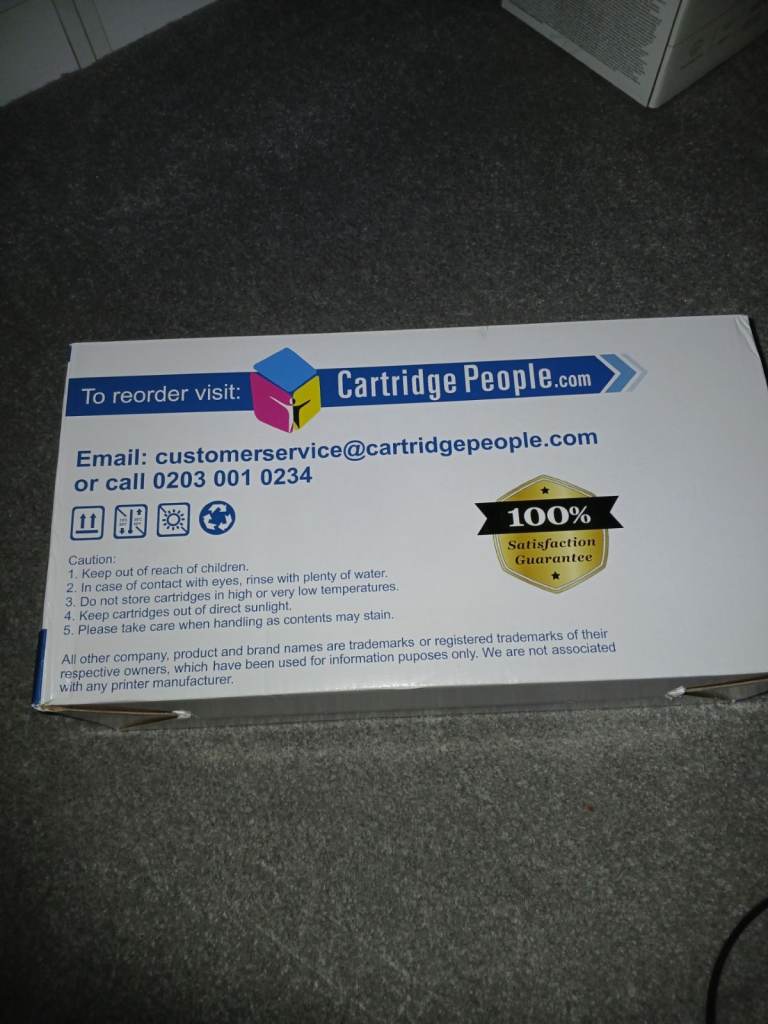 To reorder visit: Cartridge People.com
Email: customerservice@cartridgepeople.com
or call 0203 001 0234
100%
Satisfaction
Guarantee
Caution:
1. Keep out of reach of children.
2. In case of contact with eyes, rinse with plenty of water.
3. Do not store cartridges in high or very low temperatures.
4. Keep cartridges out of direct sunlight.
5. Please take care when handling as contents may stain.
All other company, product and brand names are trademarks or registered trademarks of their
respective owners, which have been used for information puposes only. We are not associated
with any printer manufacturer.